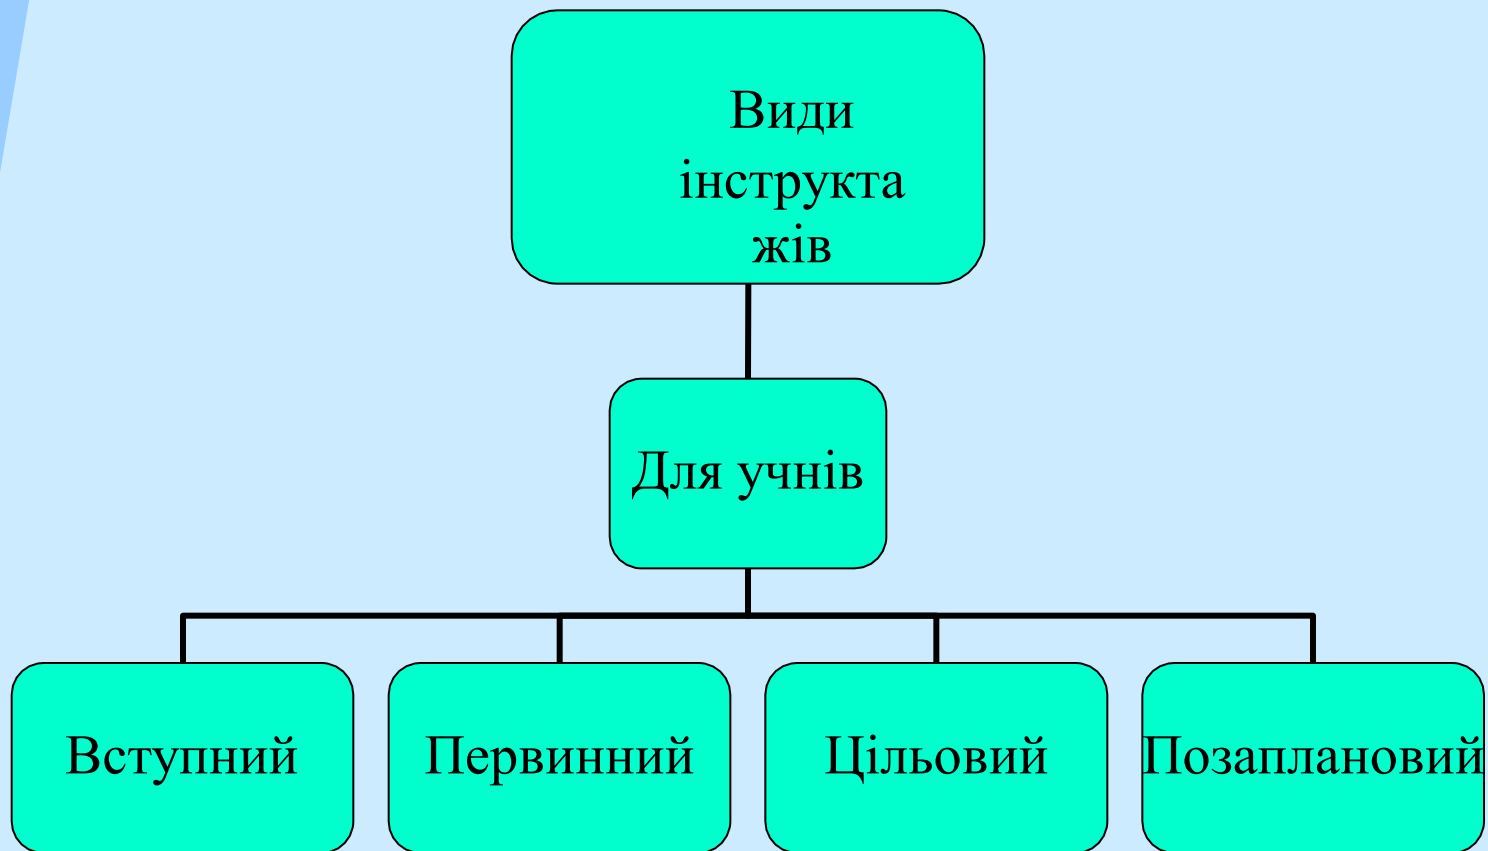 Види
інструкта
жів
Для учнів
Вступний
Первинний
Цільовий
Позаплановий